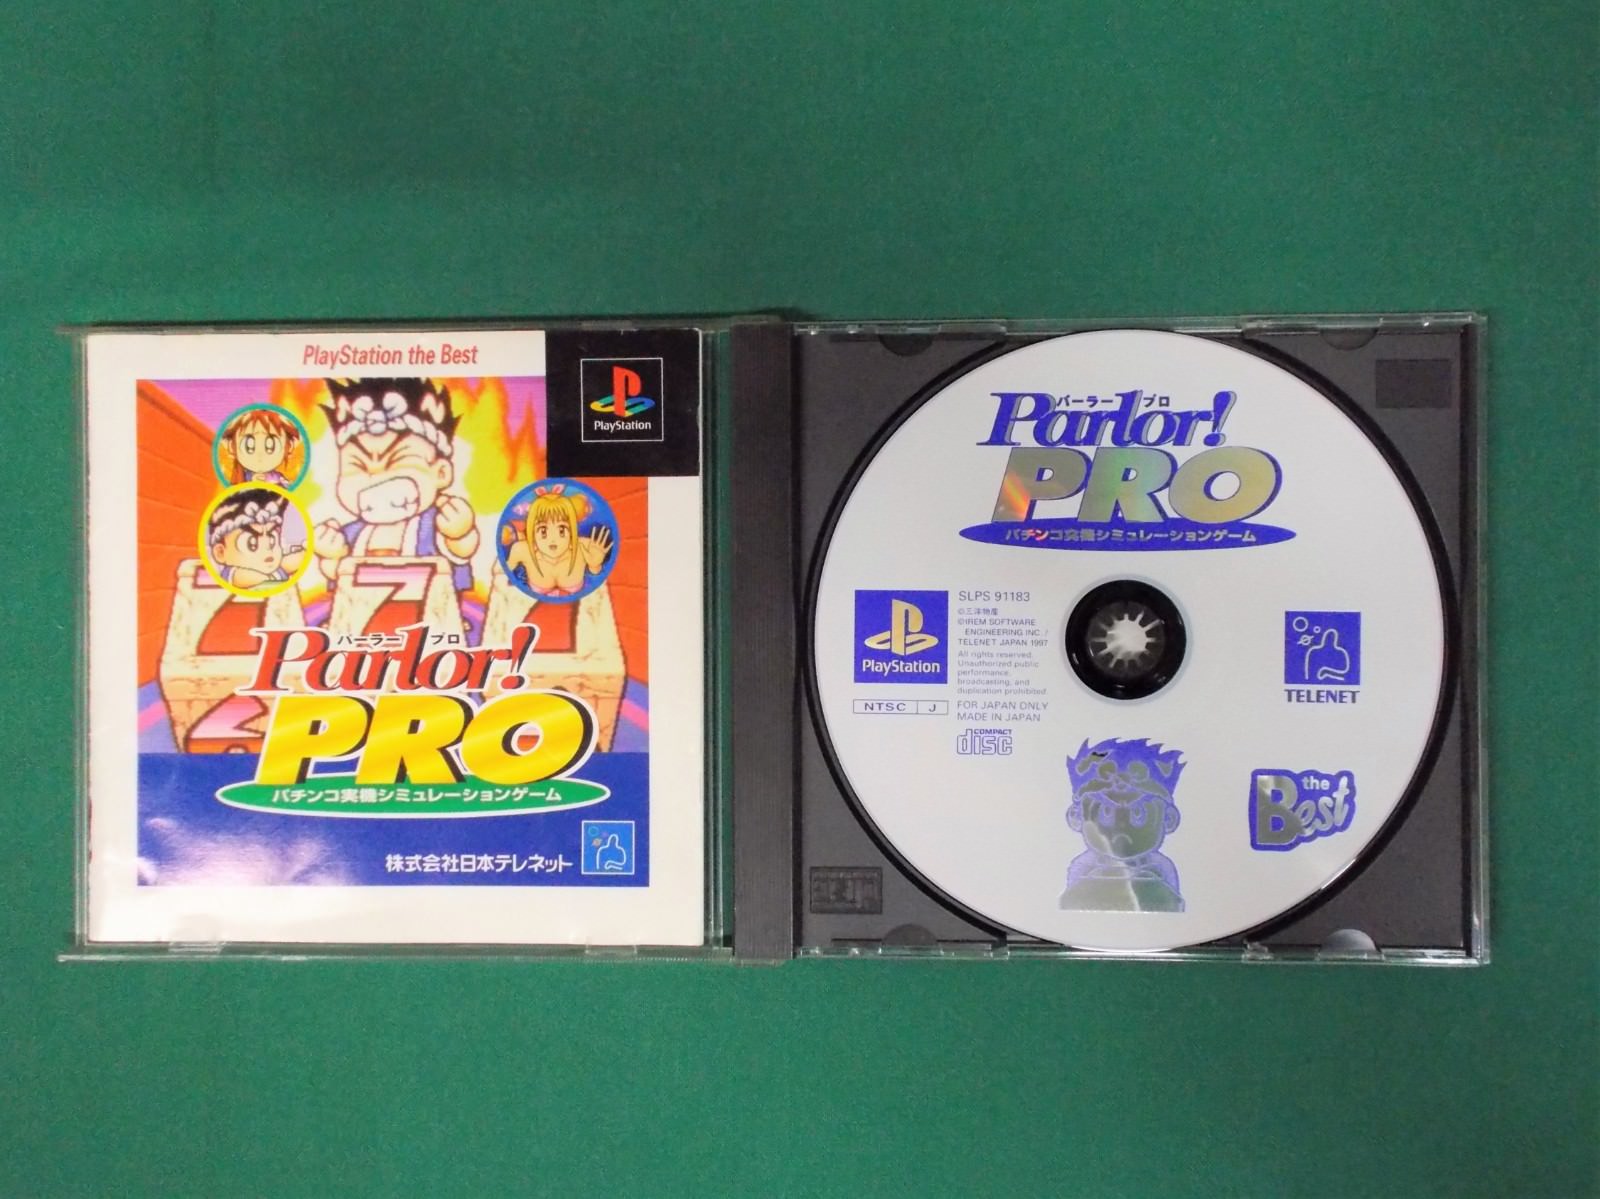 PlayStation the Best
PlayStation
パーラー プロ
Parlor!
PRO
パチンコ実機シミュレーションゲーム
株式会社日本テレネット
777
パーラー プロ
Parlor!
PRO
パチンコ実機シミュレーションゲーム
PlayStation
SLPS 91183
©三洋物産
©IREM SOFTWARE
ENGINEERING INC./
TELENET JAPAN 1997
All rights reserved.
Unauthorized public
performance,
broadcasting, and
duplication prohibited.
NTSC J
FOR JAPAN ONLY
MADE IN JAPAN
COMPACT
disc
TELENET
the
Best